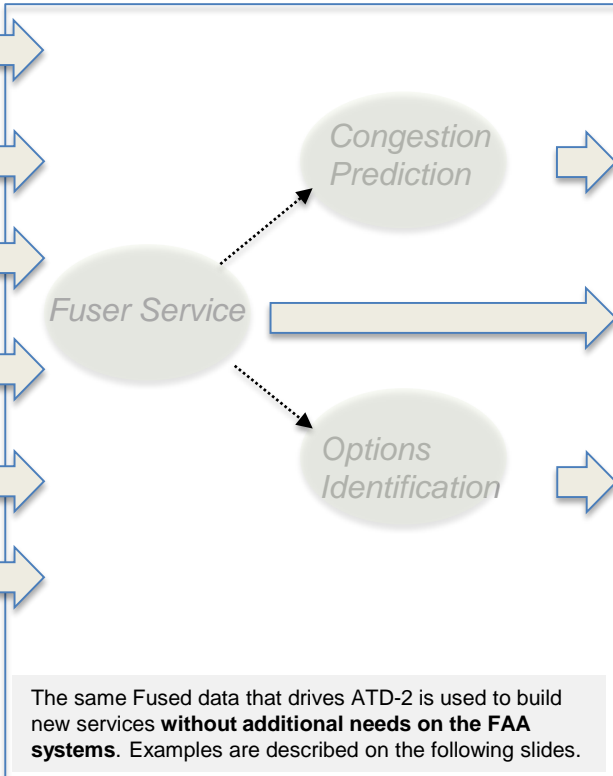 Congestion
Prediction
Fuser Service
Options
Identification
The same Fused data that drives ATD-2 is used to build
new services without additional needs on the FAA
systems. Examples are described on the following slides.